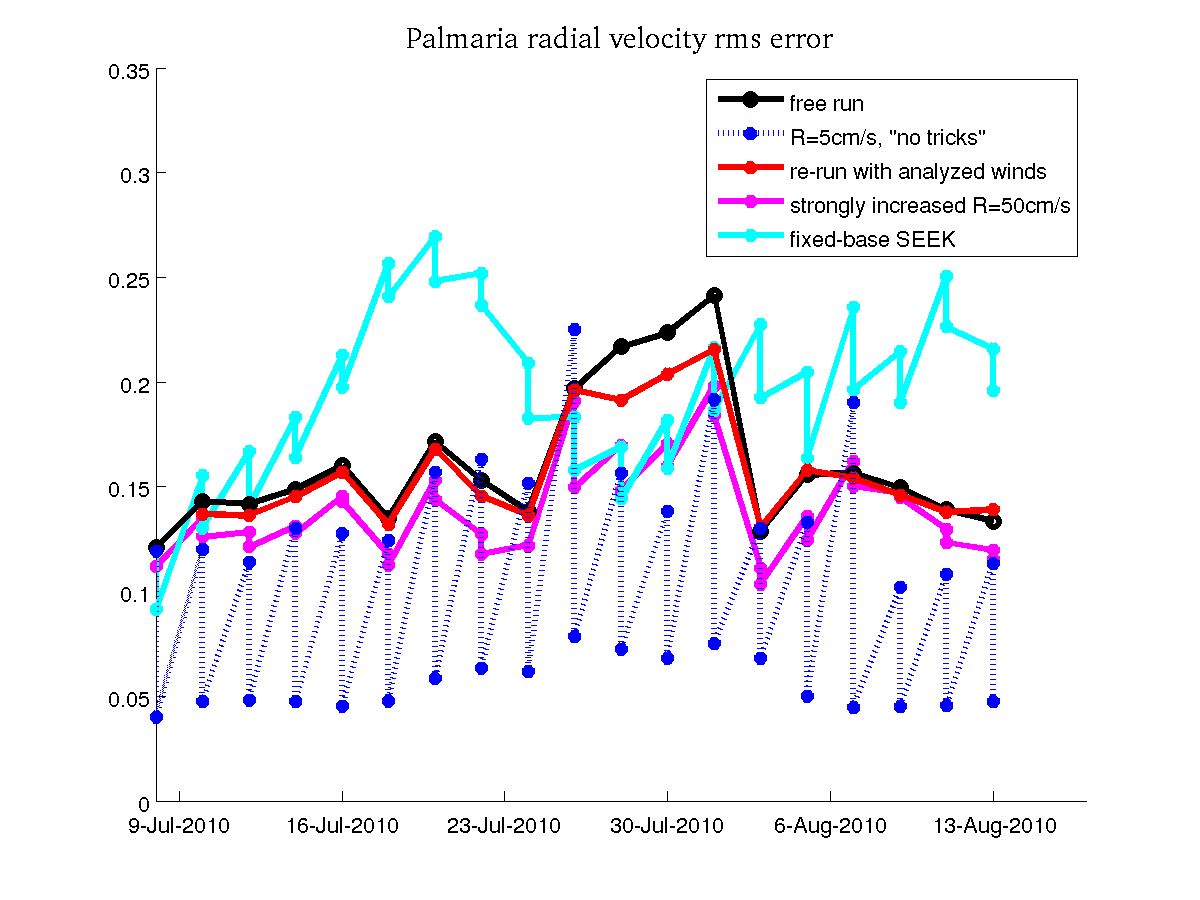 Palmaria radial velocity rms error
0.35
0.3
0.25
0.2
0.15
0.1
0.05
0
free run
R=5cm/s, "no tricks"
re-run with analyzed winds
strongly increased R=50cm/s
fixed-base SEEK
9-Jul-2010 16-Jul-2010 23-Jul-2010 30-Jul-2010 6-Aug-2010 13-Aug-2010